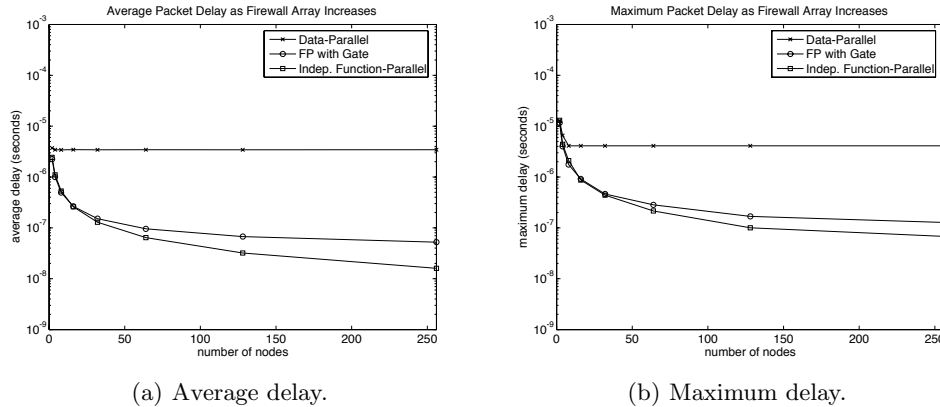 Average Packet Delay as Firewall Array Increases
10^-3
10^-4
10^-5
10^-6
10^-7
10^-8
10^-9
average delay (seconds)
Data-Parallel
FP with Gate
Indep. Function-Parallel
0 50 100 150 200 250
number of nodes
(a) Average delay.
Maximum Packet Delay as Firewall Array Increases
10^-3
10^-4
10^-5
10^-6
10^-7
10^-8
10^-9
maximum delay (seconds)
Data-Parallel
FP with Gate
Indep. Function-Parallel
0 50 100 150 200 250
number of nodes
(b) Maximum delay.